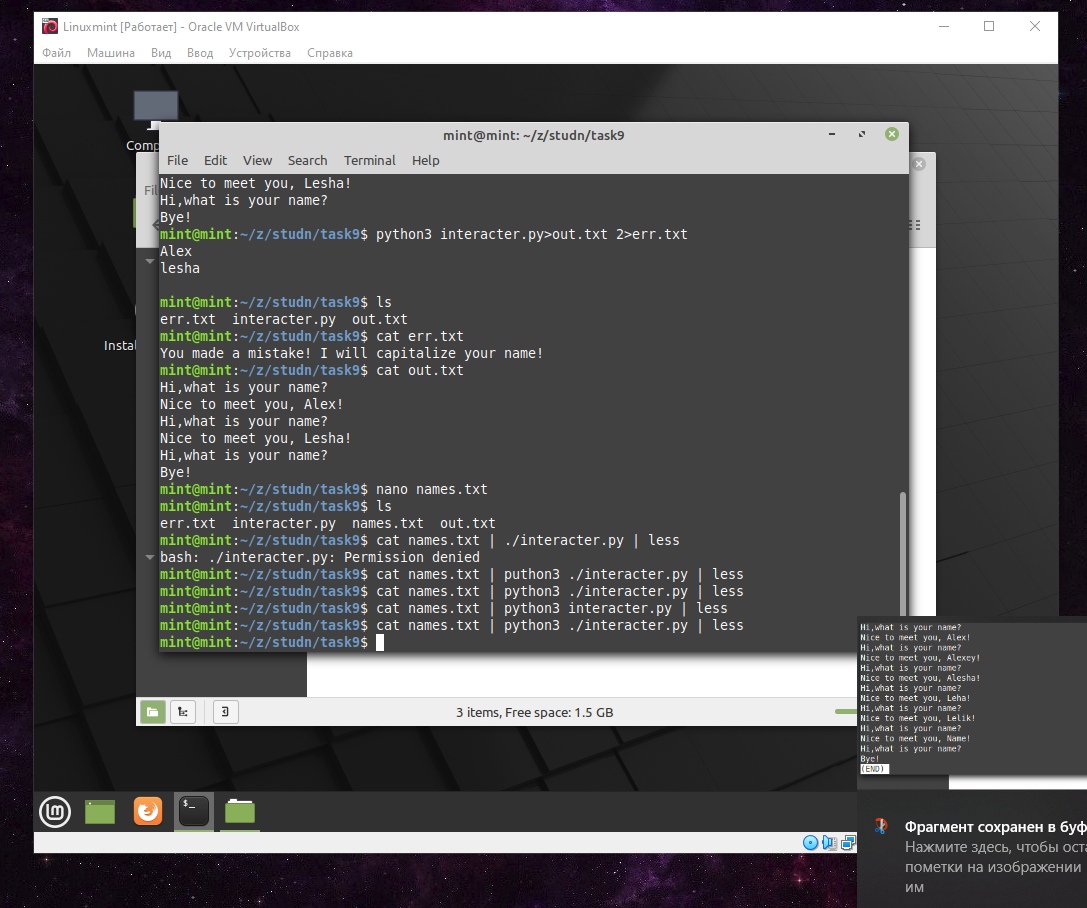 Linuxmint [Работает] - Oracle VM VirtualBox
Файл Машина Вид Ввод Устройства Справка
Comp
mint@mint: ~/z/studn/task9
File Edit View Search Terminal Help
Fil
Nice to meet you, Lesha!
Hi,what is your name?
Bye!
mint@mint:~/z/studn/task9$ python3 interacter.py>out.txt 2>err.txt
Alex
lesha
mint@mint:~/z/studn/task9$ ls
err.txt interacter.py out.txt
mint@mint:~/z/studn/task9$ cat err.txt
Instal
You made a mistake! I will capitalize your name!
mint@mint:~/z/studn/task9$ cat out.txt
Hi,what is your name?
Nice to meet you, Alex!
Hi,what is your name?
Nice to meet you, Lesha!
Hi,what is your name?
Bye!
mint@mint:~/z/studn/task9$ nano names.txt
mint@mint:~/z/studn/task9$ ls
err.txt interacter.py names.txt out.txt
mint@mint:~/z/studn/task9$ cat names.txt | ./interacter.py | less
bash: ./interacter.py: Permission denied
mint@mint:~/z/studn/task9$ cat names.txt | puthon3 ./interacter.py | less
mint@mint:~/z/studn/task9$ cat names.txt | python3 ./interacter.py | less
mint@mint:~/z/studn/task9$ cat names.txt | python3 interacter.py | less
mint@mint:~/z/studn/task9$ cat names.txt | python3 ./interacter.py | less
mint@mint:~/z/studn/task9$
3 items, Free space: 1.5 GB
Hi,what is your name?
Nice to meet you, Alex!
Hi,what is your name?
Nice to meet you, Alexey!
Hi,what is your name?
Nice to meet you, Alesha!
Hi,what is your name?
Nice to meet you, Leha!
Hi,what is your name?
Nice to meet you, Lelik!
Hi,what is your name?
Nice to meet you, Name!
Hi,what is your name?
Bye!
(END)
Фрагмент сохранен в буф
Нажмите здесь, чтобы оста
пометки на изображении
им